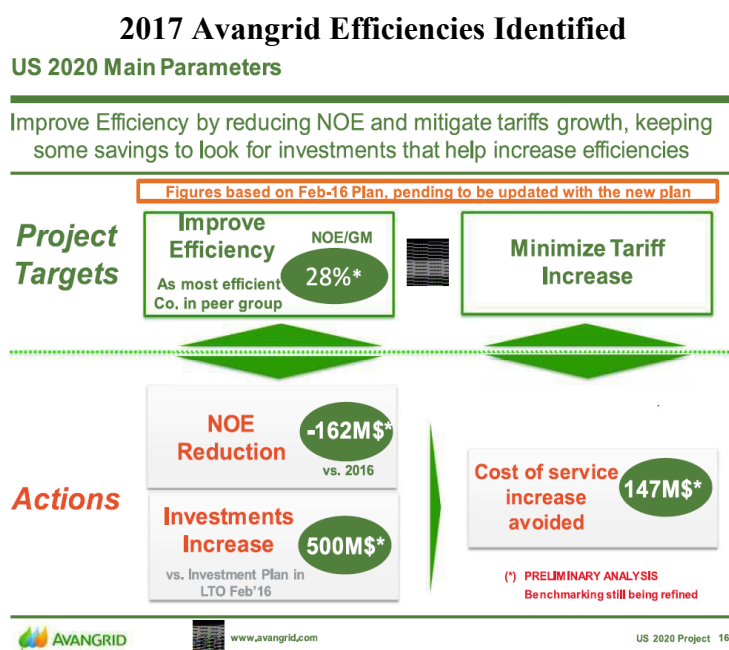 2017 Avangrid Efficiencies Identified
US 2020 Main Parameters
Improve Efficiency by reducing NOE and mitigate tariffs growth, keeping
some savings to look for investments that help increase efficiencies
Figures based on Feb-16 Plan, pending to be updated with the new plan
Project
Targets
Improve
Efficiency
As most efficient
Co. in peer group
NOE/GM
28%*
Minimize Tariff
Increase
Actions
NOE
Reduction
-162M$*
vs. 2016
Investments
Increase
500M$*
vs. Investment Plan in
LTO Feb'16
Cost of service
increase
avoided
147M$*
(*) PRELIMINARY ANALYSIS
Benchmarking still being refined
AVANGRID
www.avangrid.com
US 2020 Project 16